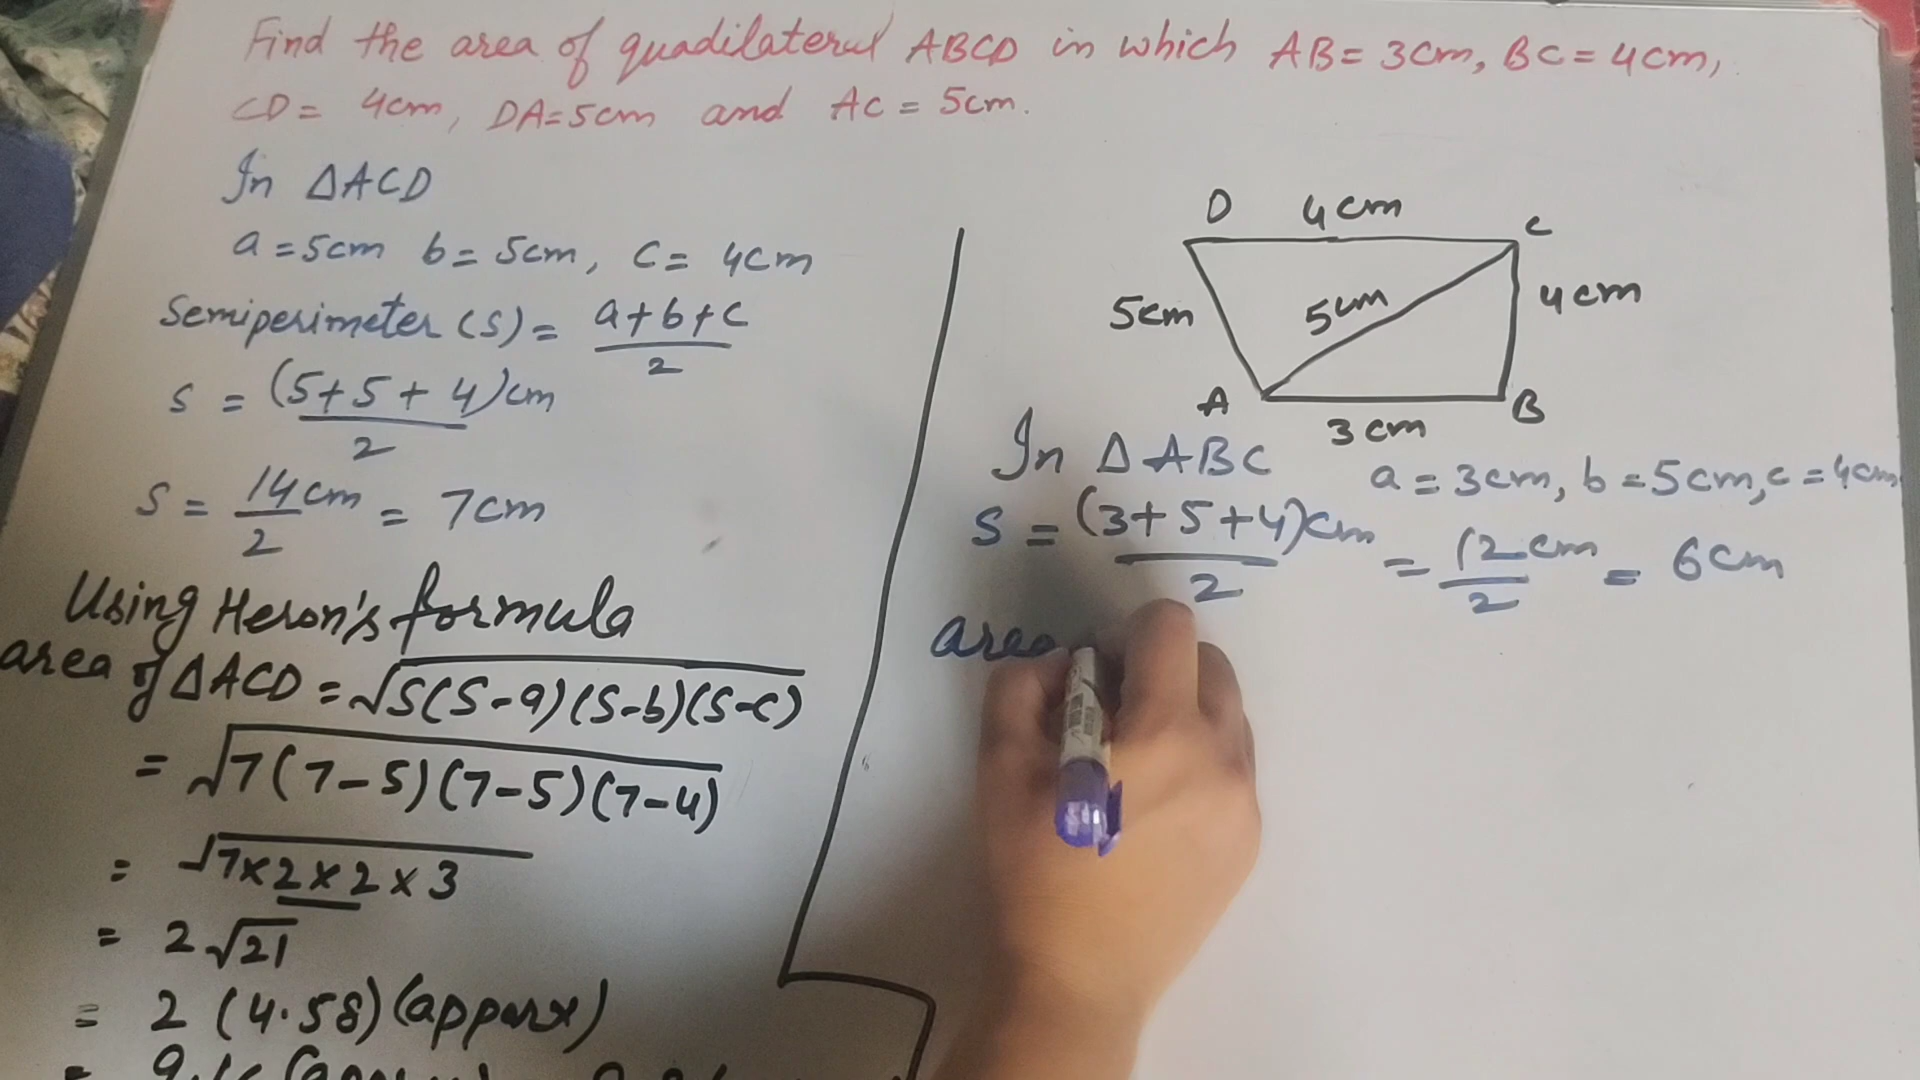 Find the area of quadilateral ABCD in which AB = 3cm, BC = 4cm,
CD = 4cm, DA=5cm and AC = 5cm.
In ΔACD
a = 5cm b = 5cm, c = 4cm
Semiperimeter (s) = a+b+c
2
s = (5+5+4)cm
2
s = 14cm = 7cm
2
Using Heron's formula
area of ΔACD = √S(S-a)(S-b)(S-c)
= √7(7-5)(7-5)(7-4)
= √7×2×2×3
= 2√21
= 2 (4.58) (apporx)
D 4cm C
5cm 5cm 4cm
A 3cm B
In ΔABC a = 3cm, b = 5cm, c = 4cm
S = (3+5+4)cm = 12cm = 6cm
2 2
area